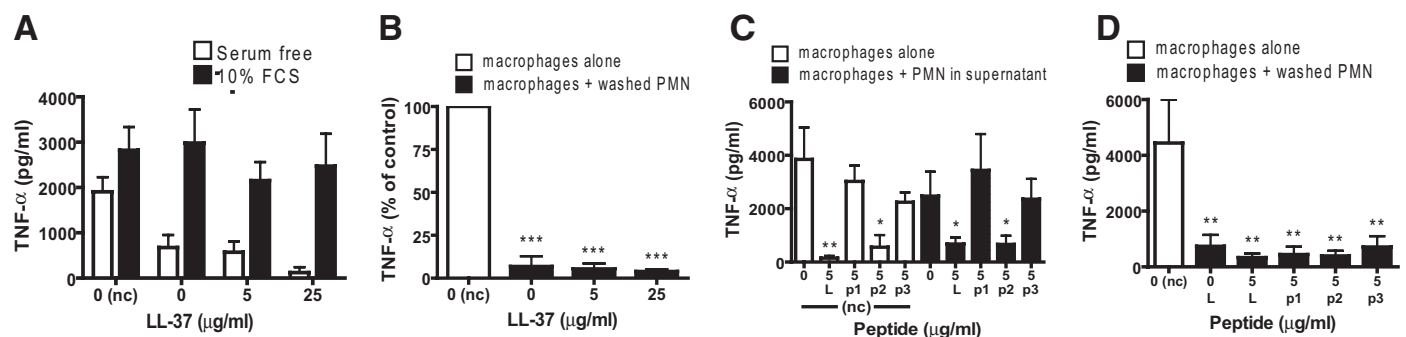 A
Serum free
10% FCS
TNF-α (pg/ml)
4000
3000
2000
1000
0
0 (nc) 0 5 25
LL-37 (μg/ml)
B
macrophages alone
macrophages + washed PMN
TNF-α (% of control)
100
75
50
25
0
*** *** ***
0 (nc) 0 5 25
LL-37 (μg/ml)
C
macrophages alone
macrophages + PMN in supernatant
TNF-α (pg/ml)
6000
4000
2000
0
** * * *
0 5 5 5 5 0 5 5 5 5
L p1 p2 p3 L p1 p2 p3
(nc)
Peptide (μg/ml)
D
macrophages alone
macrophages + washed PMN
TNF-α (pg/ml)
6000
4000
2000
0
** ** ** ** **
0 (nc) 0 5 5 5 5
L L p1 p2 p3
Peptide (μg/ml)